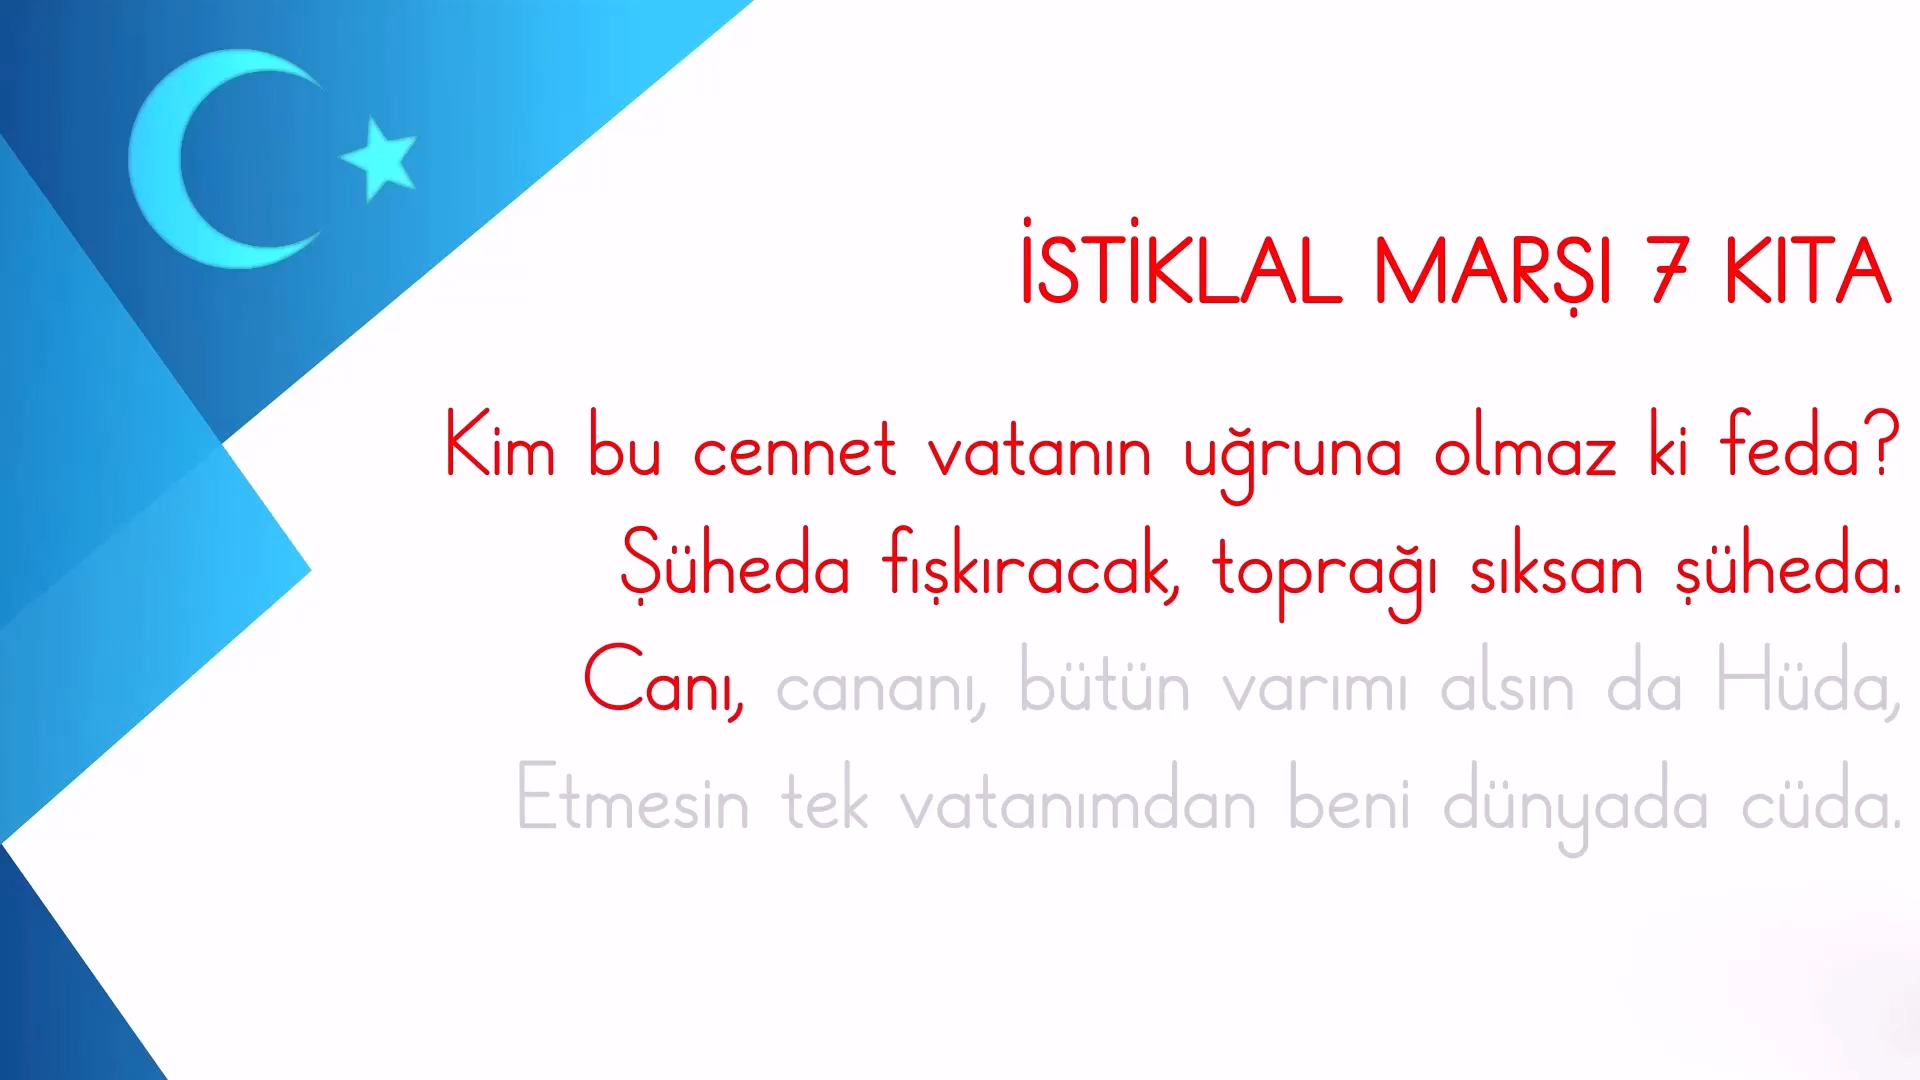 İSTİKLAL MARŞI 7 KITA
Kim bu cennet vatanın uğruna olmaz ki feda?
Şüheda fışkıracak, toprağı sıksan şüheda.
Canı, cananı, bütün varımı alsın da Hüda,
Etmesin tek vatanımdan beni dünyada cüda.